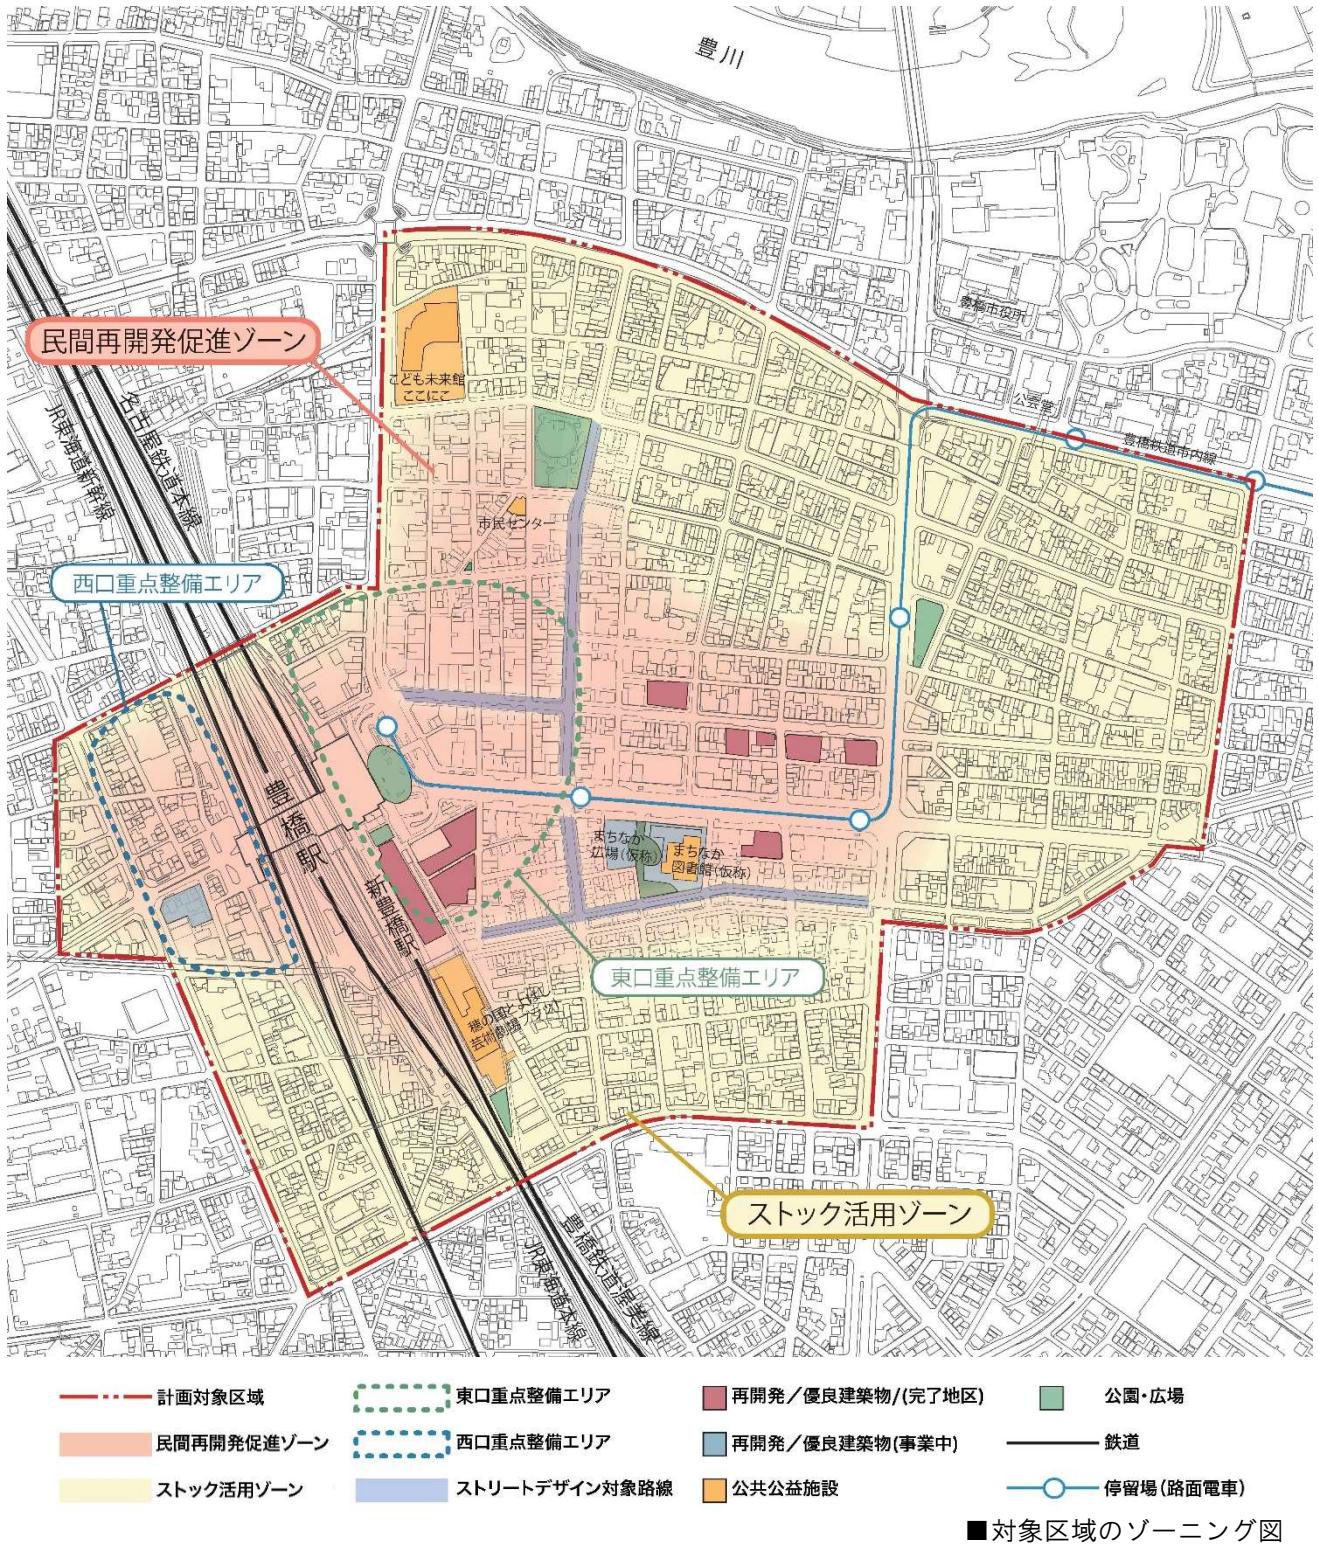 豊川
豊橋市役所
民間再開発促進ゾーン
こども未来館
ここにこ
公会堂
豊橋鉄道市内線
名古屋鉄道本線
JR東海道新幹線
市民センター
西口重点整備エリア
豊橋駅
まちなか
広場(仮称)
まちなか
図書館(仮称)
新豊橋駅
東口重点整備エリア
穂の国とよはし
芸術劇場プラット
ストック活用ゾーン
豊橋鉄道渥美線
JR東海道本線
計画対象区域
東口重点整備エリア
再開発／優良建築物/(完了地区)
公園・広場
民間再開発促進ゾーン
西口重点整備エリア
再開発／優良建築物(事業中)
鉄道
ストック活用ゾーン
ストリートデザイン対象路線
公共公益施設
停留場(路面電車)
■対象区域のゾーニング図